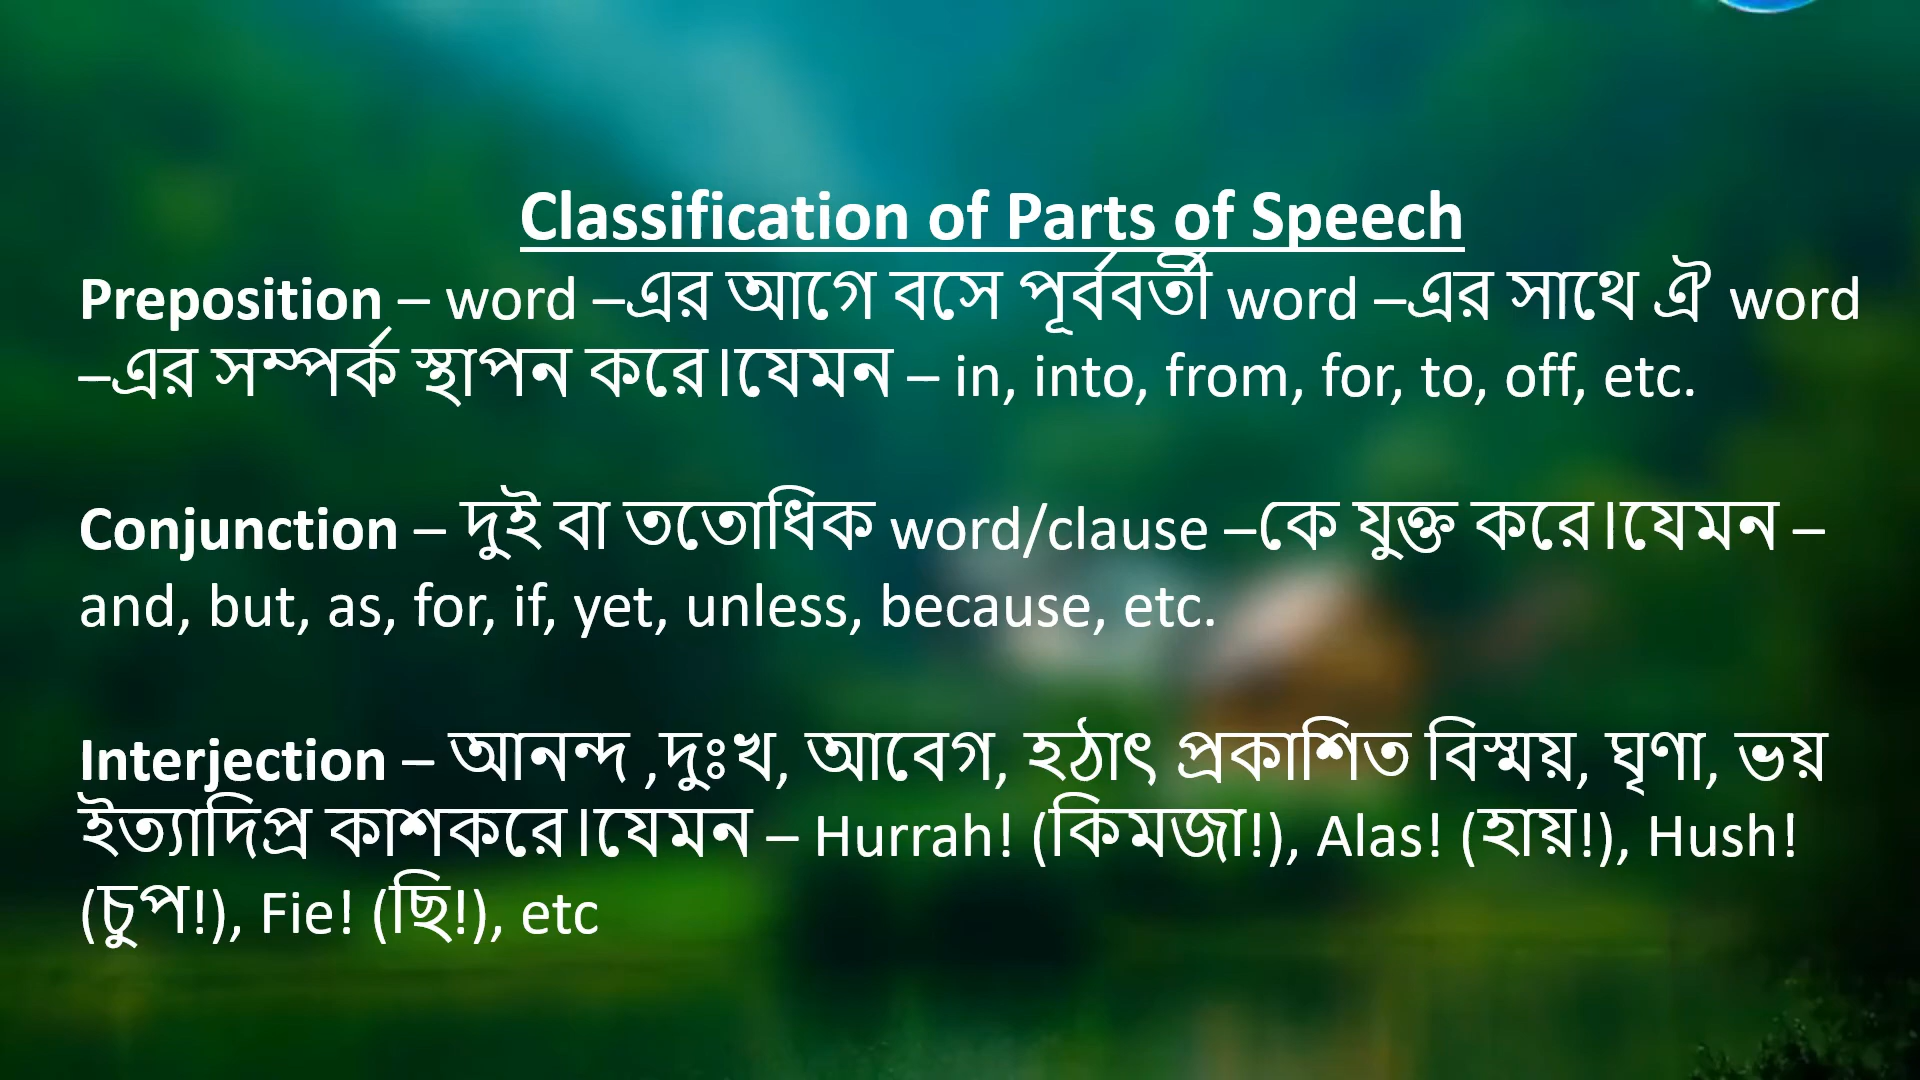 Classification of Parts of Speech
Preposition – word –এর আগে বসে পূর্ববর্তী word –এর সাথে ঐ word
–এর সম্পর্ক স্থাপন করে।যেমন – in, into, from, for, to, off, etc.
Conjunction – দুই বা ততোধিক word/clause –কে যুক্ত করে।যেমন –
and, but, as, for, if, yet, unless, because, etc.
Interjection – আনন্দ ,দুঃখ, আবেগ, হঠাৎ প্রকাশিত বিস্ময়, ঘৃণা, ভয়
ইত্যাদিপ্র কাশকরে।যেমন – Hurrah! (কিমজা!), Alas! (হায়!), Hush!
(চুপ!), Fie! (ছি!), etc